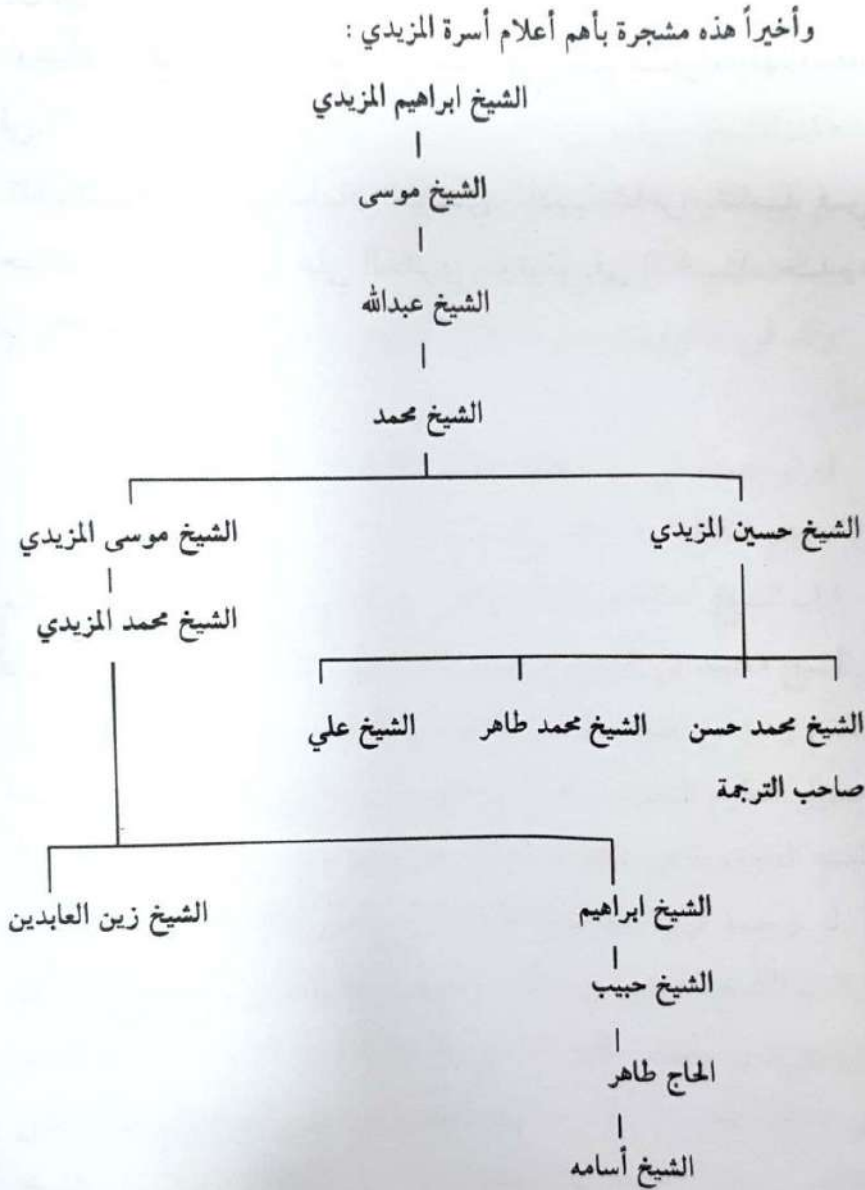 وأخيراً هذه مشجرة بأهم أعلام أسرة المزيدي :
الشيخ ابراهيم المزيدي
الشيخ موسى
الشيخ عبدالله
الشيخ محمد
الشيخ حسين المزيدي الشيخ موسى المزيدي
الشيخ محمد المزيدي
الشيخ محمد حسن الشيخ محمد طاهر الشيخ علي
صاحب الترجمة
الشيخ ابراهيم الشيخ زين العابدين
الشيخ حبيب
الحاج طاهر
الشيخ أسامه